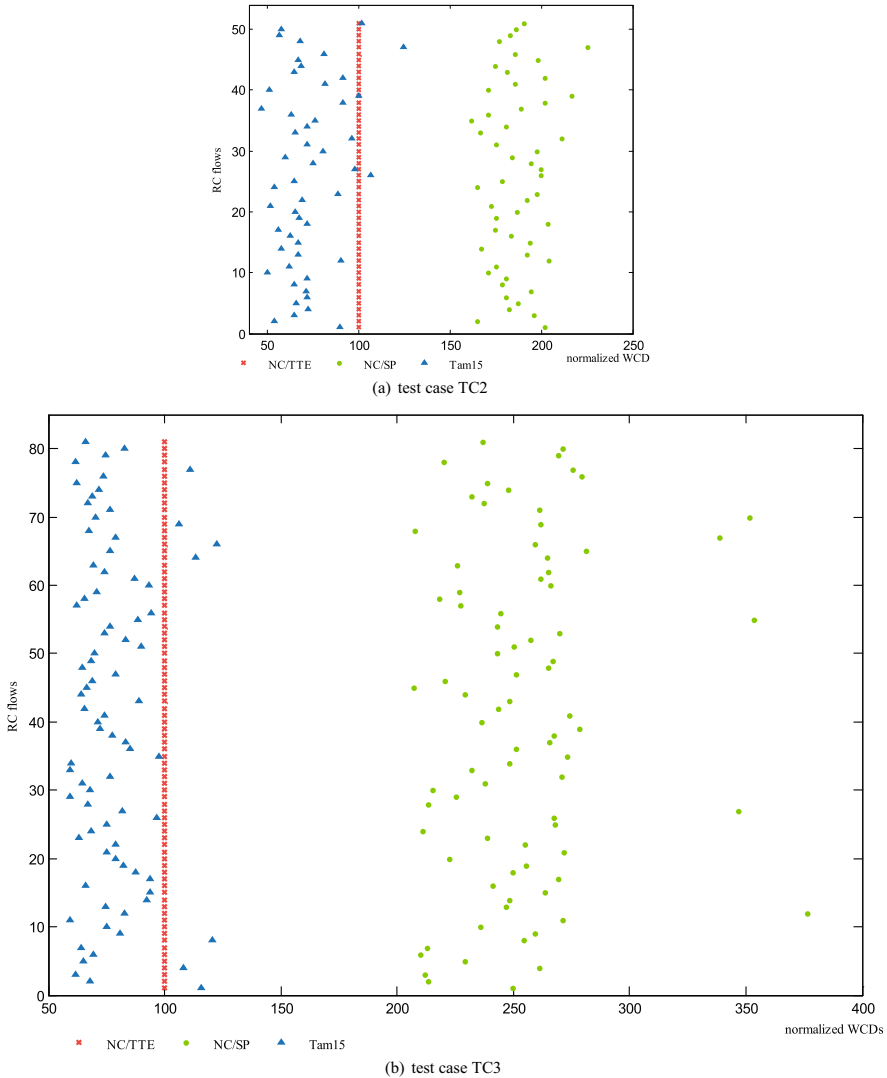 50
40
30
20
10
0
RC flows
50 100 150 200 250
normalized WCD
NC/TTE NC/SP Tam15
(a) test case TC2
80
70
60
50
40
30
20
10
0
RC flows
50 100 150 200 250 300 350 400
normalized WCDs
NC/TTE NC/SP Tam15
(b) test case TC3